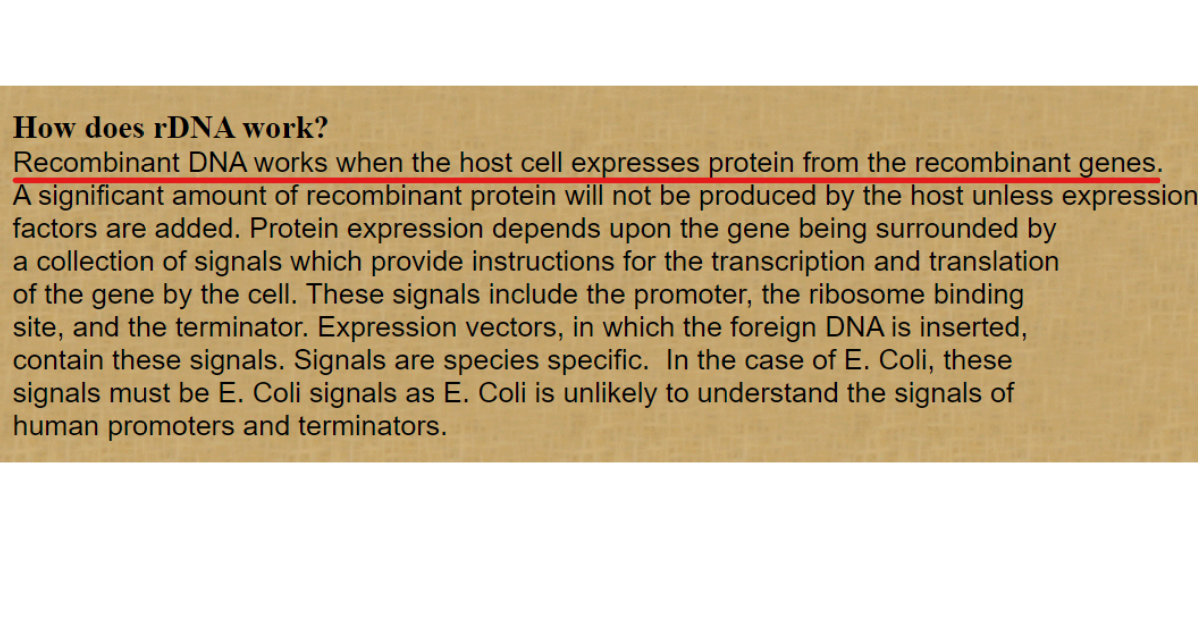 How does rDNA work?
Recombinant DNA works when the host cell expresses protein from the recombinant genes.
A significant amount of recombinant protein will not be produced by the host unless expression
factors are added. Protein expression depends upon the gene being surrounded by
a collection of signals which provide instructions for the transcription and translation
of the gene by the cell. These signals include the promoter, the ribosome binding
site, and the terminator. Expression vectors, in which the foreign DNA is inserted,
contain these signals. Signals are species specific.  In the case of E. Coli, these
signals must be E. Coli signals as E. Coli is unlikely to understand the signals of
human promoters and terminators.